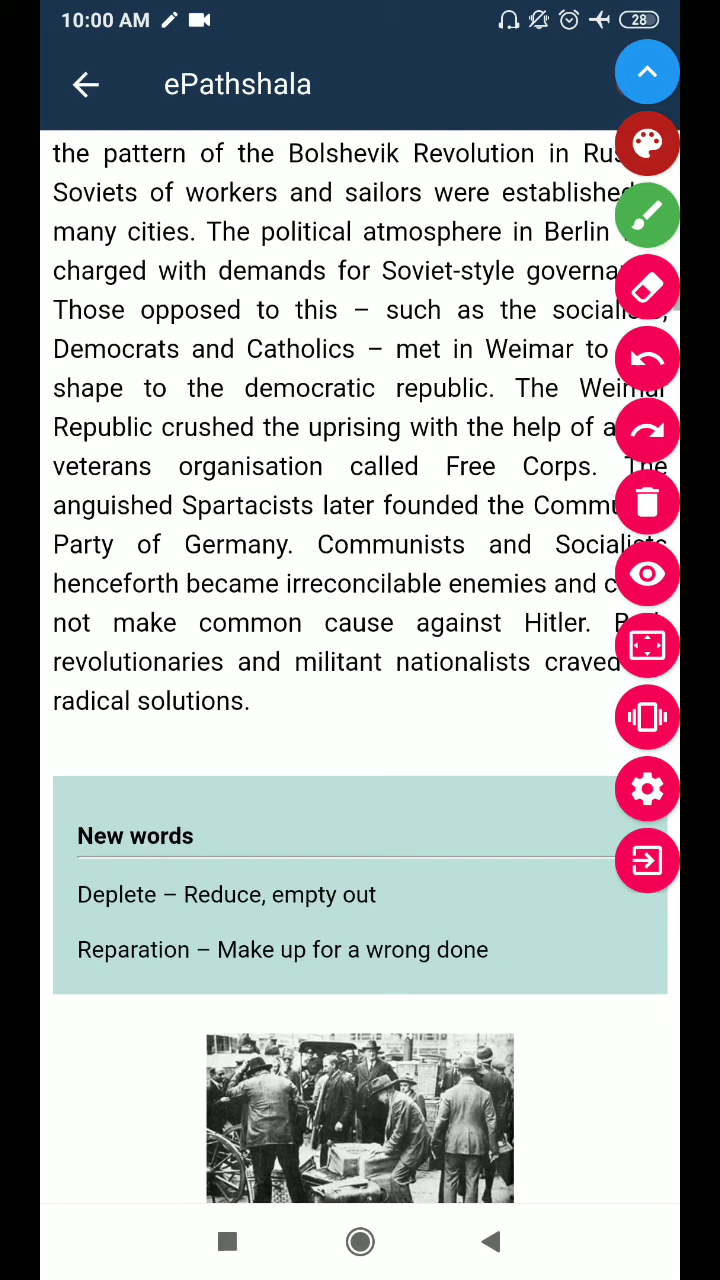 10:00 AM
28
ePathshala
the pattern of the Bolshevik Revolution in
Soviets of workers and sailors were established
many cities. The political atmosphere in Berlin
charged with demands for Soviet-style
Those opposed to this – such as the
Democrats and Catholics – met in Weimar to
shape to the democratic republic. The Weimar
Republic crushed the uprising with the help of a
veterans organisation called Free Corps. The
anguished Spartacists later founded the
Party of Germany. Communists and Socialists
henceforth became irreconcilable enemies and
not make common cause against Hitler.
revolutionaries and militant nationalists craved
radical solutions.
New words
Deplete – Reduce, empty out
Reparation – Make up for a wrong done